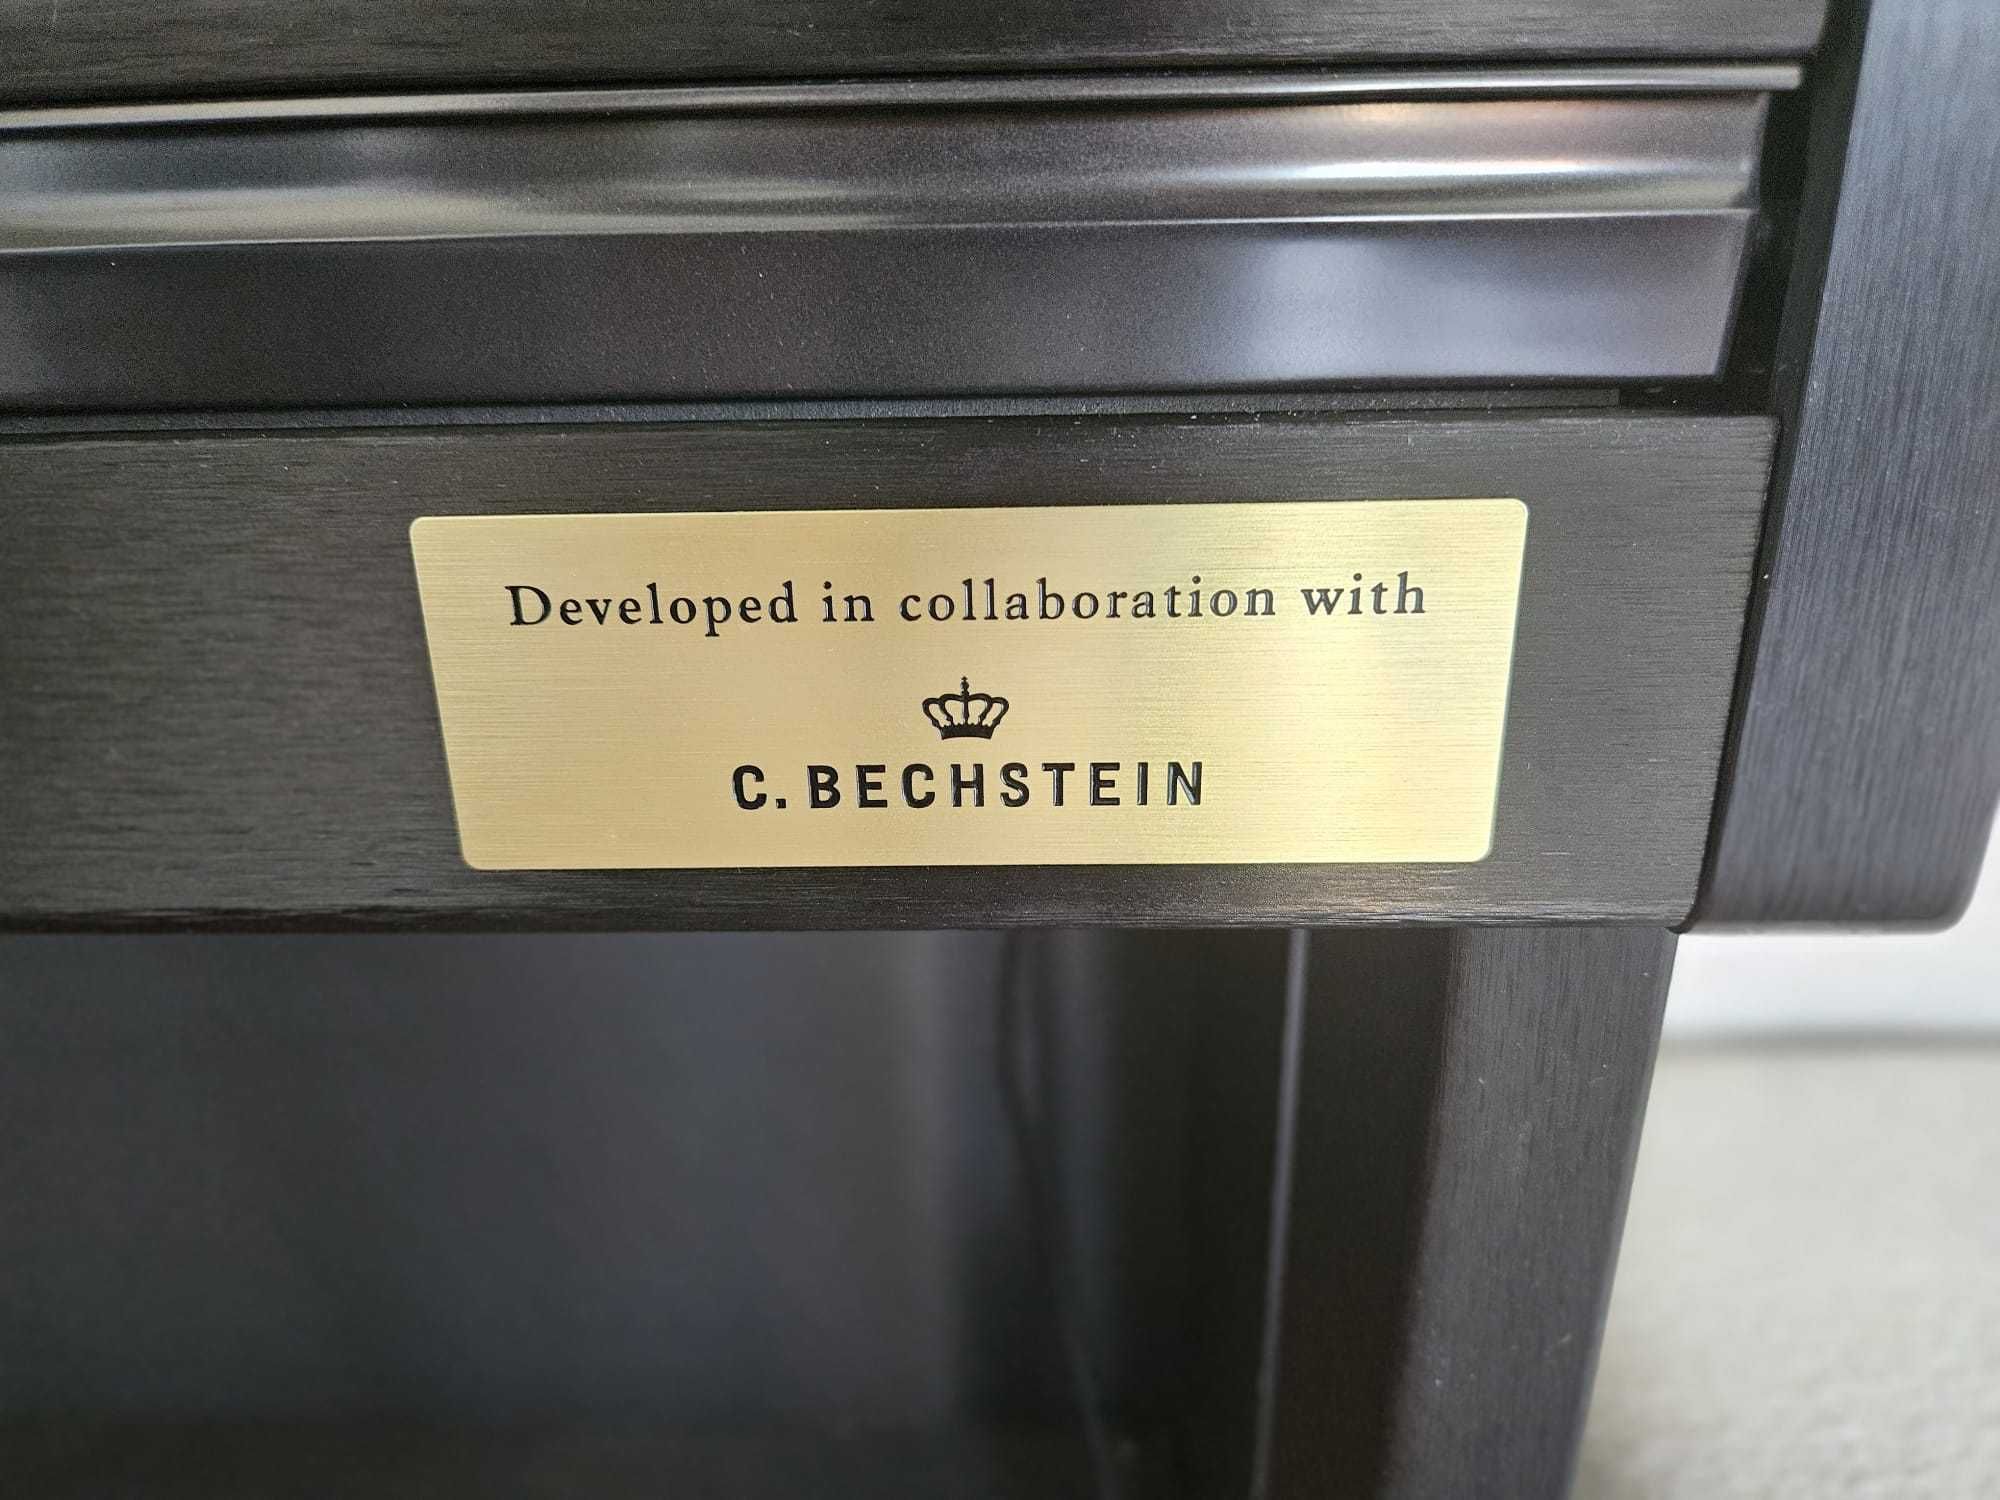 Developed in collaboration with
C. BECHSTEIN